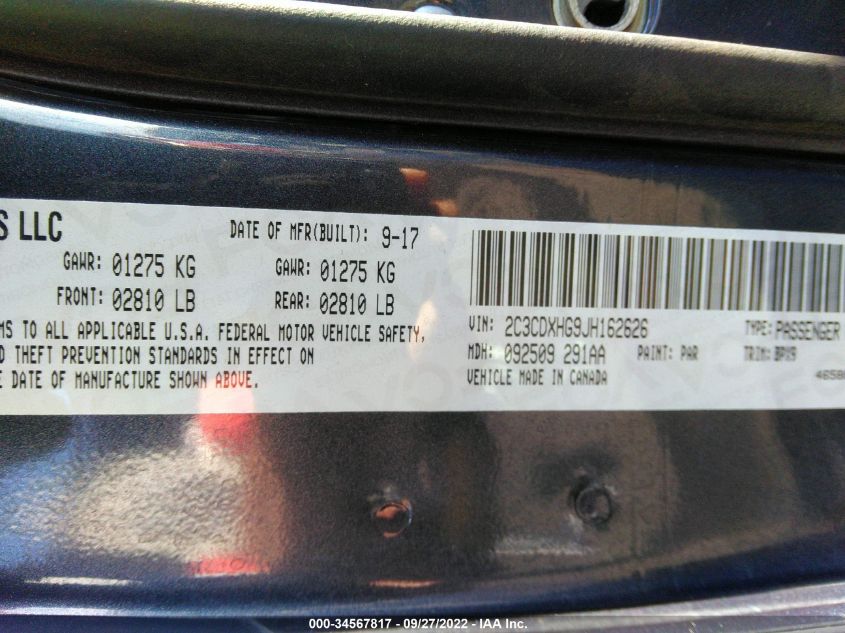 S LLC
DATE OF MFR(BUILT): 9-17
GAWR: 01275 KG
GAWR: 01275 KG
FRONT: 02810 LB
REAR: 02810 LB
MS TO ALL APPLICABLE U.S.A. FEDERAL MOTOR VEHICLE SAFETY,
D THEFT PREVENTION STANDARDS IN EFFECT ON
E DATE OF MANUFACTURE SHOWN ABOVE.
VIN: 2C3CDXHG9JH162626
TYPE: PASSENGER
MDH: 092509 291AA
PAINT: PAR
TRIM: BPX9
VEHICLE MADE IN CANADA
4658
000-34567817 - 09/27/2022 - IAA Inc.